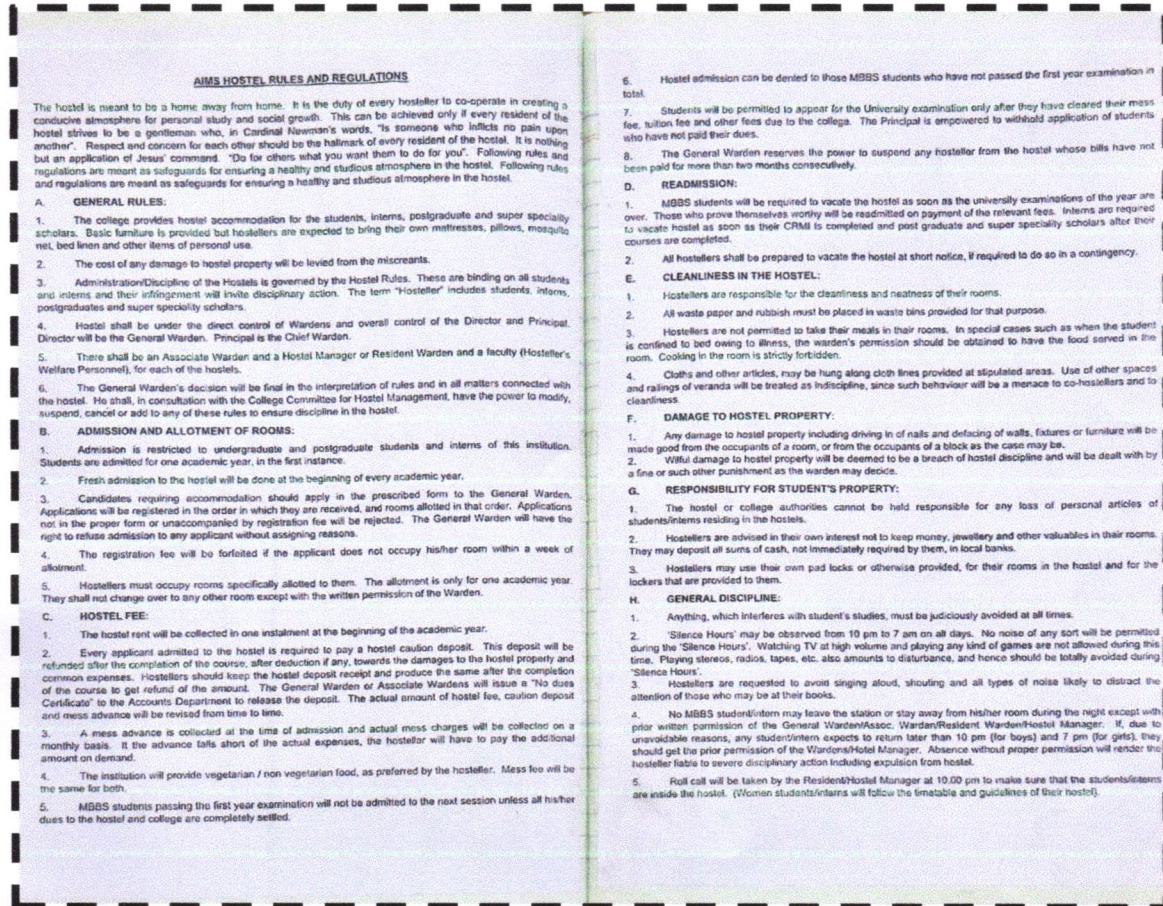 AIMS HOSTEL RULES AND REGULATIONS
The hostel is meant to be a home away from home. It is the duty of every hosteller to co-operate in creating a
conducive atmosphere for personal study and social growth. This can be achieved only if every resident of the
hostel strives to be a gentleman who, in Cardinal Newman's words, "Is someone who inflicts no pain upon
another". Respect and concern for each other should be the hallmark of every resident of the hostel. It is nothing
but an application of Jesus' command. "Do for others what you want them to do for you". Following rules and
regulations are meant as safeguards for ensuring a healthy and studious atmosphere in the hostel. Following rules
and regulations are meant as safeguards for ensuring a healthy and studious atmosphere in the hostel.
A. GENERAL RULES:
1. The college provides hostel accommodation for the students, interns, postgraduate and super speciality
scholars. Basic furniture is provided but hostellers are expected to bring their own mattresses, pillows, mosquito
net, bed linen and other items of personal use.
2. The cost of any damage to hostel property will be levied from the miscreants.
3. Administration/Discipline of the Hostels is governed by the Hostel Rules. These are binding on all students
and interns and their infringement will invite disciplinary action. The term "Hosteller" includes students, interns,
postgraduates and super speciality scholars.
4. Hostel shall be under the direct control of Wardens and overall control of the Director and Principal.
Director will be the General Warden. Principal is the Chief Warden.
5. There shall be an Associate Warden and a Hostel Manager or Resident Warden and a faculty (Hosteller's
Welfare Personnel), for each of the hostels.
6. The General Warden's decision will be final in the interpretation of rules and in all matters connected with
the hostel. He shall, in consultation with the College Committee for Hostel Management, have the power to modify,
suspend, cancel or add to any of these rules to ensure discipline in the hostel.
B. ADMISSION AND ALLOTMENT OF ROOMS:
1. Admission is restricted to undergraduate and postgraduate students and interns of this institution.
Students are admitted for one academic year, in the first instance.
2. Fresh admission to the hostel will be done at the beginning of every academic year.
3. Candidates requiring accommodation should apply in the prescribed form to the General Warden.
Applications will be registered in the order in which they are received, and rooms allotted in that order. Applications
not in the proper form or unaccompanied by registration fee will be rejected. The General Warden will have the
right to refuse admission to any applicant without assigning reasons.
4. The registration fee will be forfeited if the applicant does not occupy his/her room within a week of
allotment.
5. Hostellers must occupy rooms specifically allotted to them. The allotment is only for one academic year.
They shall not change over to any other room except with the written permission of the Warden.
C. HOSTEL FEE:
1. The hostel rent will be collected in one instalment at the beginning of the academic year.
2. Every applicant admitted to the hostel is required to pay a hostel caution deposit. This deposit will be
refunded after the completion of the course, after deduction if any, towards the damages to the hostel property and
common expenses. Hostellers should keep the hostel deposit receipt and produce the same after the completion
of the course to get refund of the amount. The General Warden or Associate Wardens will issue a "No dues
Certificate" to the Accounts Department to release the deposit. The actual amount of hostel fee, caution deposit
and mess advance will be revised from time to time.
3. A mess advance is collected at the time of admission and actual mess charges will be collected on a
monthly basis. It the advance falls short of the actual expenses, the hosteller will have to pay the additional
amount on demand.
4. The institution will provide vegetarian / non vegetarian food, as preferred by the hosteller. Mess fee will be
the same for both.
5. MBBS students passing the first year examination will not be admitted to the next session unless all his/her
dues to the hostel and college are completely settled.
6. Hostel admission can be denied to those MBBS students who have not passed the first year examination in
total.
7. Students will be permitted to appear for the University examination only after they have cleared their mess
fee, tuition fee and other fees due to the college. The Principal is empowered to withhold application of students
who have not paid their dues.
8. The General Warden reserves the power to suspend any hostellor from the hostel whose bills have not
been paid for more than two months consecutively.
D. READMISSION:
1. MBBS students will be required to vacate the hostel as soon as the university examinations of the year are
over. Those who prove themselves worthy will be readmitted on payment of the relevant fees. Interns are required
to vacate hostel as soon as their CRMI is completed and post graduate and super speciality scholars after their
courses are completed.
2. All hostellers shall be prepared to vacate the hostel at short notice, if required to do so in a contingency.
E. CLEANLINESS IN THE HOSTEL:
1. Hostellers are responsible for the cleanliness and neatness of their rooms.
2. All waste paper and rubbish must be placed in waste bins provided for that purpose.
3. Hostellers are not permitted to take their meals in their rooms. In special cases such as when the student
is confined to bed owing to illness, the warden's permission should be obtained to have the food served in the
room. Cooking in the room is strictly forbidden.
4. Cloths and other articles, may be hung along cloth lines provided at stipulated areas. Use of other spaces
and railings of veranda will be treated as indiscipline, since such behaviour will be a menace to co-hostellers and to
cleanliness.
F. DAMAGE TO HOSTEL PROPERTY:
1. Any damage to hostel property including driving in of nails and defacing of walls, fixtures or furniture will be
made good from the occupants of a room, or from the occupants of a block as the case may be.
2. Wilful damage to hostel property will be deemed to be a breach of hostel discipline and will be dealt with by
a fine or such other punishment as the warden may decide.
G. RESPONSIBILITY FOR STUDENT'S PROPERTY:
1. The hostel or college authorities cannot be held responsible for any loss of personal articles of
students/interns residing in the hostels.
2. Hostellers are advised in their own interest not to keep money, jewellery and other valuables in their rooms.
They may deposit all sums of cash, not immediately required by them, in local banks.
3. Hostellers may use their own pad locks or otherwise provided, for their rooms in the hostel and for the
lockers that are provided to them.
H. GENERAL DISCIPLINE:
1. Anything, which interferes with student's studies, must be judiciously avoided at all times.
2. 'Silence Hours' may be observed from 10 pm to 7 am on all days. No noise of any sort will be permitted
during the 'Silence Hours'. Watching TV at high volume and playing any kind of games are not allowed during this
time. Playing stereos, radios, tapes, etc. also amounts to disturbance, and hence should be totally avoided during
'Silence Hours'.
3. Hostellers are requested to avoid singing aloud, shouting and all types of noise likely to distract the
attention of those who may be at their books.
4. No MBBS student/intern may leave the station or stay away from his/her room during the night except with
prior written permission of the General Warden/Assoc. Warden/Resident Warden/Hostel Manager. If, due to
unavoidable reasons, any student/intern expects to return later than 10 pm (for boys) and 7 pm (for girls), they
should get the prior permission of the Wardens/Hotel Manager. Absence without proper permission will render the
hosteller liable to severe disciplinary action including expulsion from hostel.
5. Roll call will be taken by the Resident/Hostel Manager at 10.00 pm to make sure that the students/interns
are inside the hostel. (Women students/interns will follow the timetable and guidelines of their hostel).